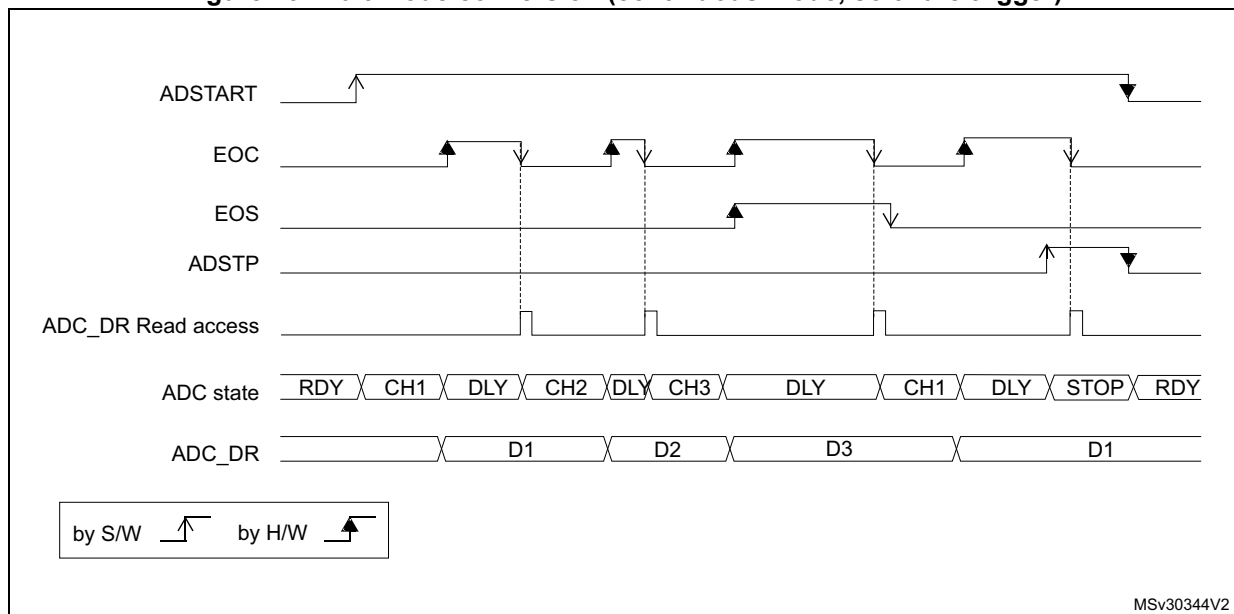 ADSTART
EOC
EOS
ADSTP
ADC_DR Read access
ADC state RDY CH1 DLY CH2 DLY CH3 DLY CH1 DLY STOP RDY
ADC_DR D1 D2 D3 D1
by S/W by H/W
MSv30344V2